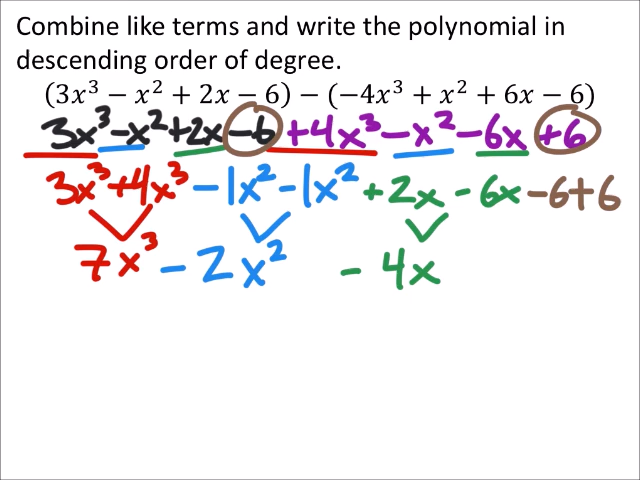 Combine like terms and write the polynomial in
descending order of degree.
(3x³ − x² + 2x − 6) − (−4x³ + x² + 6x − 6)
3x³ −x² +2x −6 +4x³ −x² −6x +6
3x³ +4x³ −1x² −1x² +2x −6x −6+6
7x³ −2x² −4x